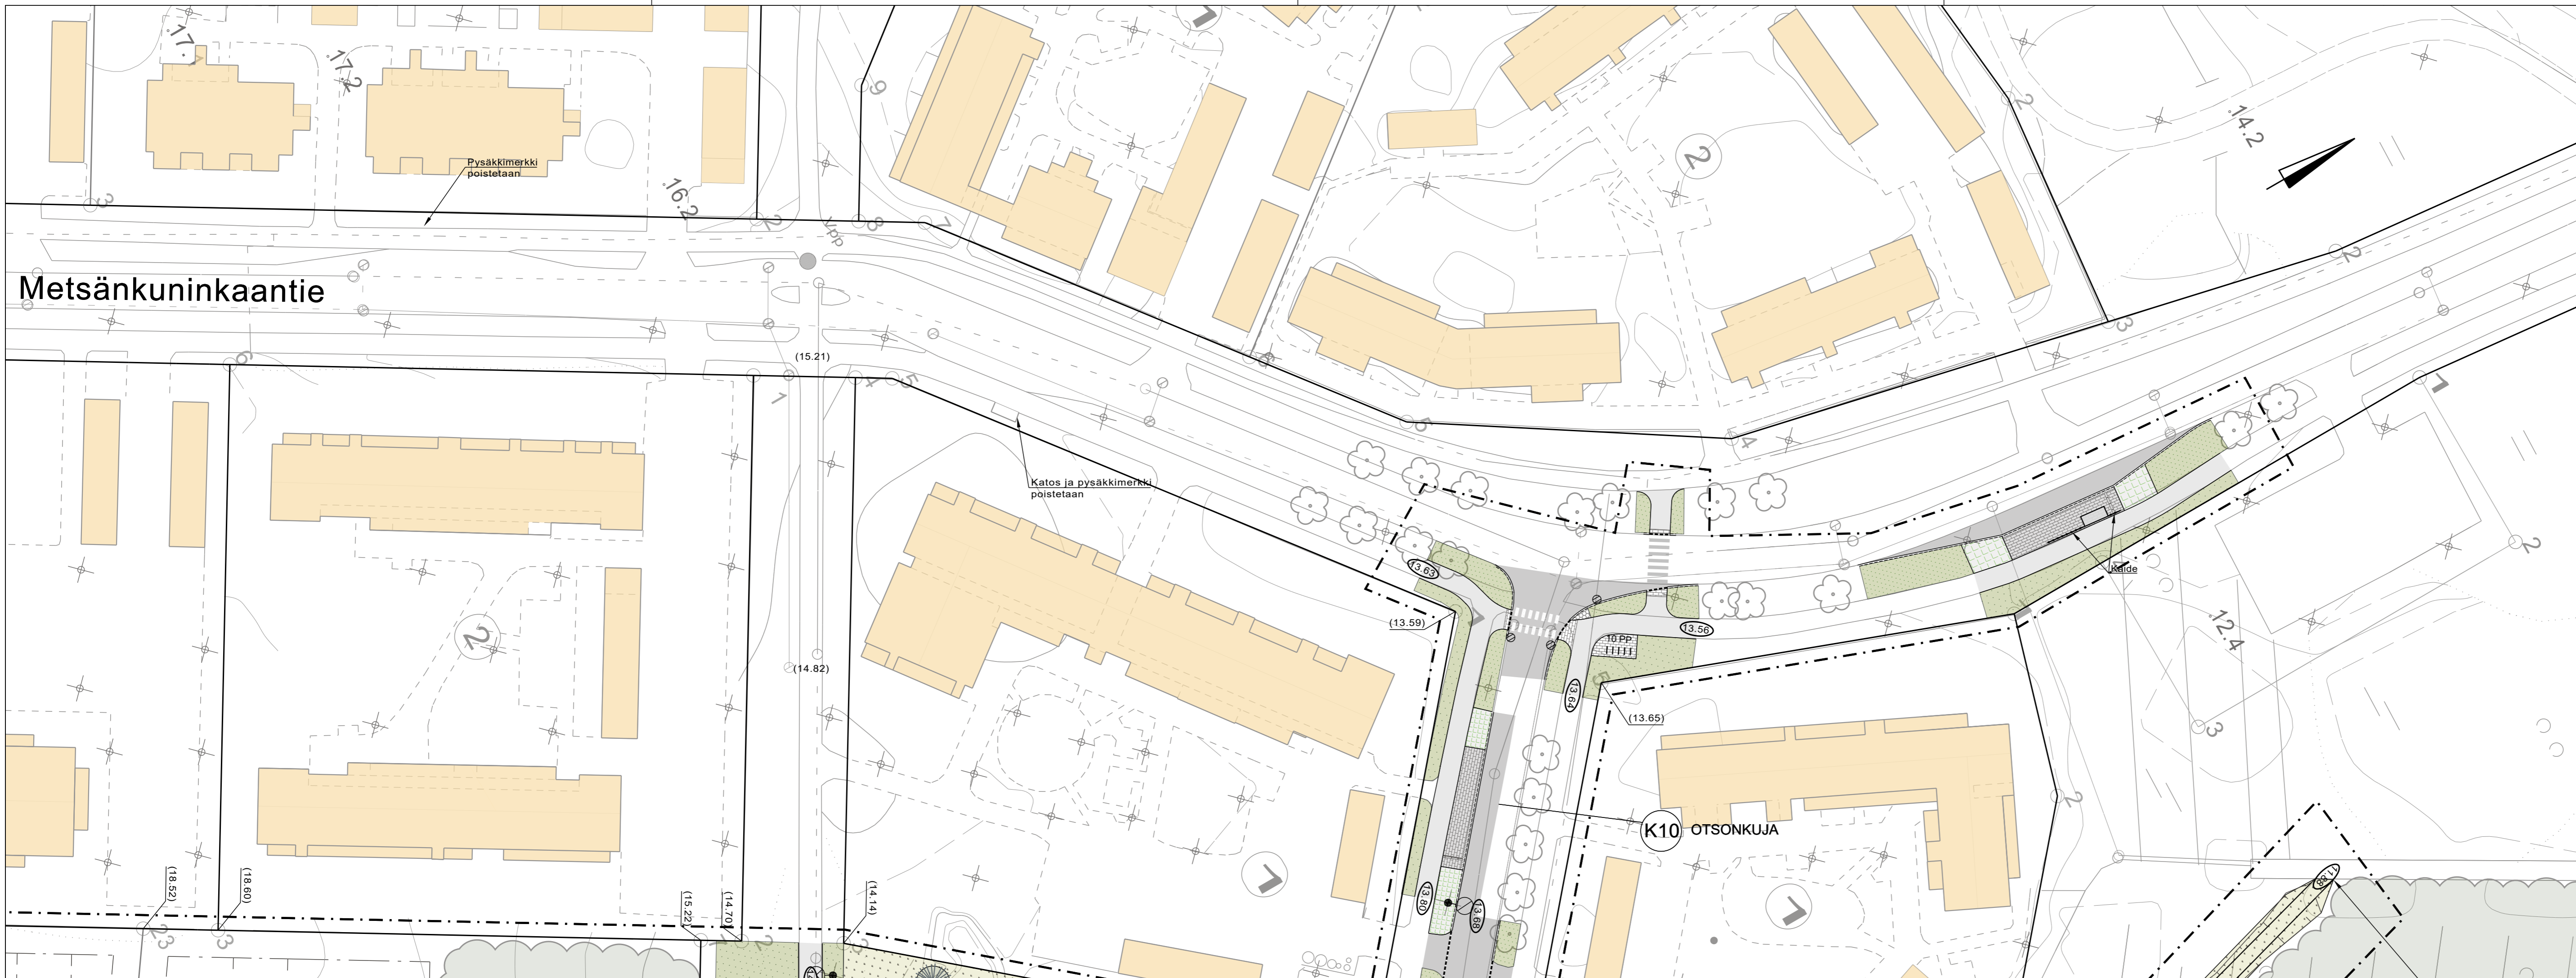 17.2
16.2
14.2
Pysäkkimerkki
poistetaan
Metsänkuninkaantie
(15.21)
Katos ja pysäkkimerkki
poistetaan
13.63
(13.59)
10 PP
13.56
13.64
(13.65)
Kaide
12.4
(14.82)
K10 OTSONKUJA
(18.52)
(18.60)
(15.22)
(14.70)
(14.14)
13.80
13.68
11.88